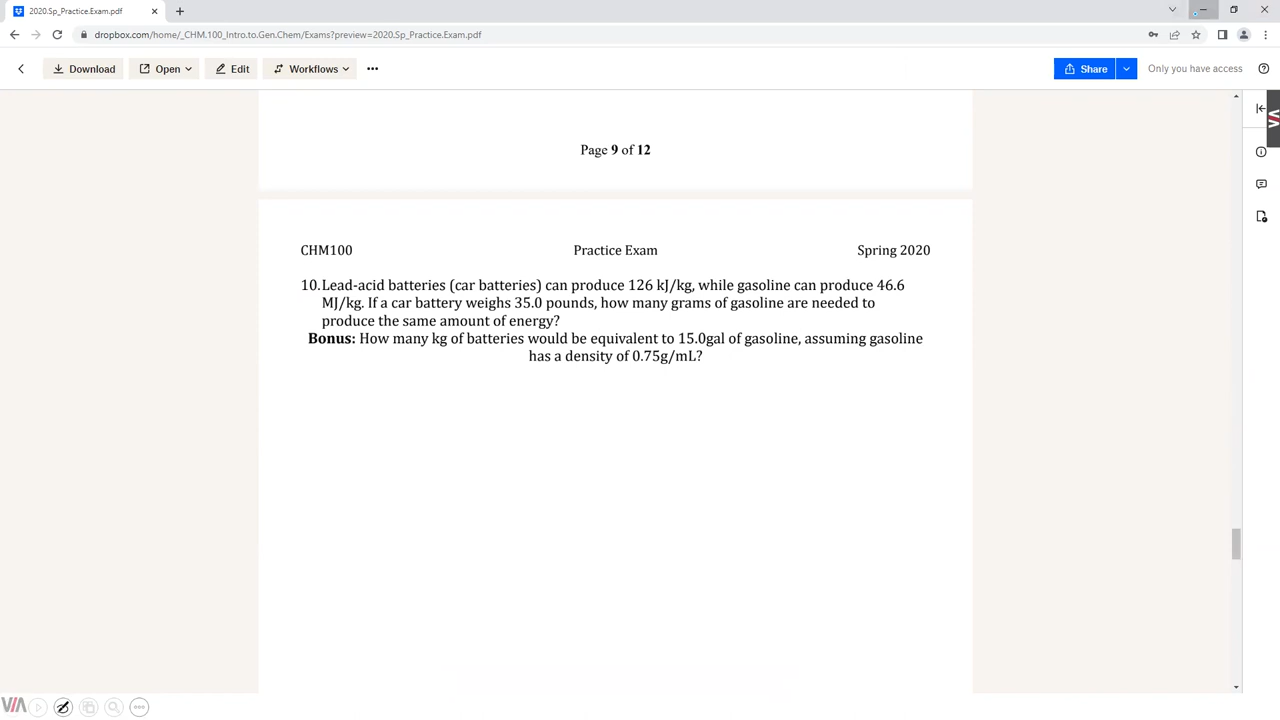 2020.Sp_Practice.Exam.pdf
dropbox.com/home/_CHM.100_Intro.to.Gen.Chem/Exams?preview=2020.Sp_Practice.Exam.pdf
Download Open Edit Workflows Share Only you have access
Page 9 of 12
CHM100 Practice Exam Spring 2020
10. Lead-acid batteries (car batteries) can produce 126 kJ/kg, while gasoline can produce 46.6
MJ/kg. If a car battery weighs 35.0 pounds, how many grams of gasoline are needed to
produce the same amount of energy?
Bonus: How many kg of batteries would be equivalent to 15.0gal of gasoline, assuming gasoline
has a density of 0.75g/mL?
VIA
VIA